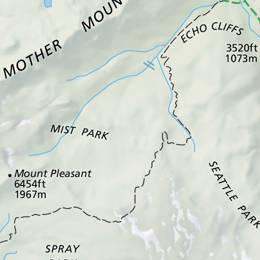 MOTHER MOUN
ECHO CLIFFS
3520ft
1073m
MIST PARK
Mount Pleasant
6454ft
1967m
SEATTLE PARK
SPRAY